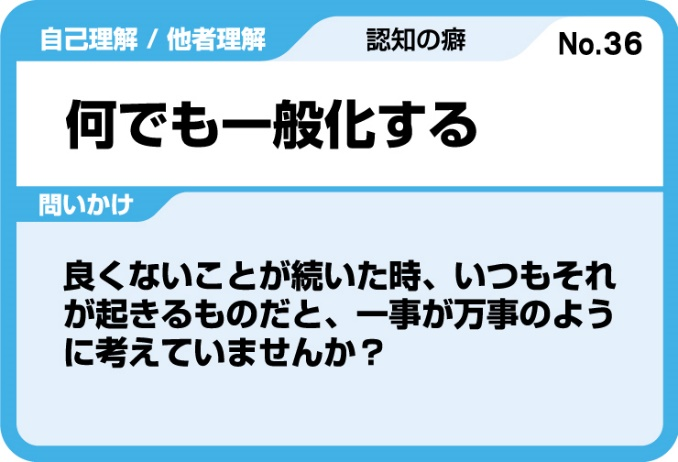 自己理解 / 他者理解
認知の癖
No.36
何でも一般化する
問いかけ
良くないことが続いた時、いつもそれ
が起きるものだと、一事が万事のよう
に考えていませんか？